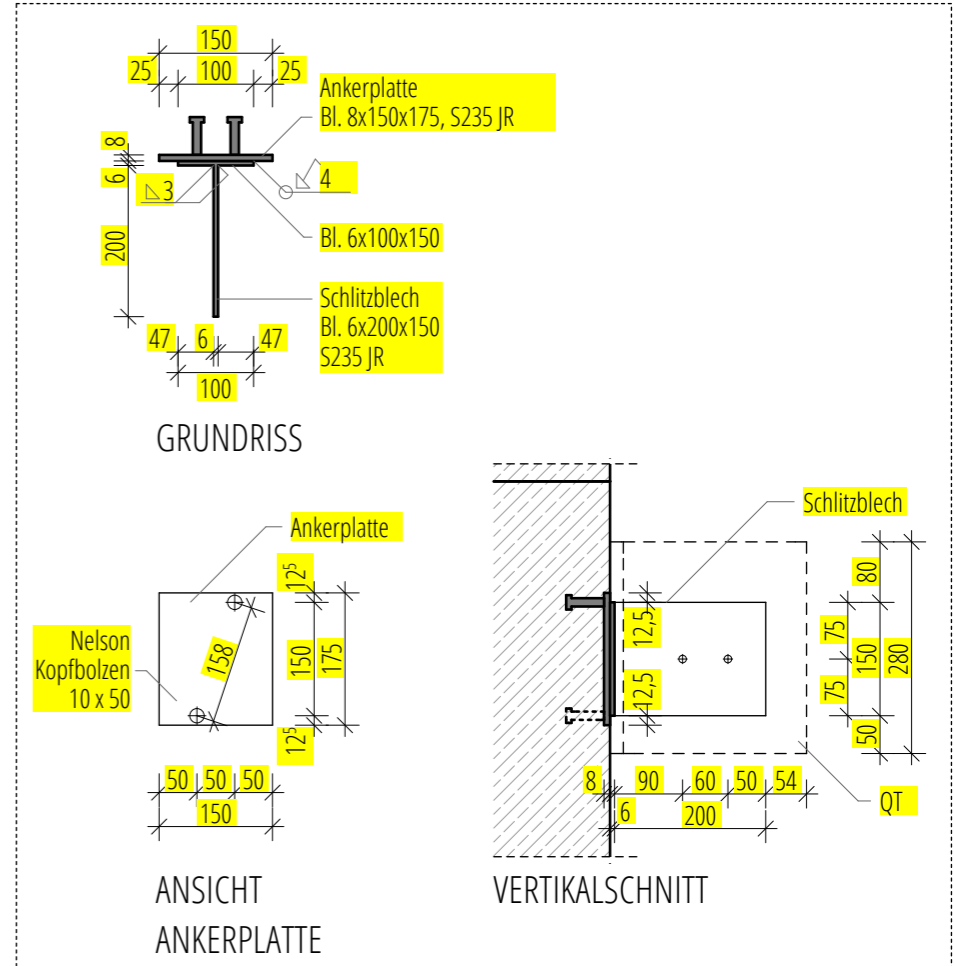 150
25 100 25
Ankerplatte
Bl. 8x150x175, S235 JR
8
6
3
4
200
Bl. 6x100x150
Schlitzblech
Bl. 6x200x150
S235 JR
47 6 47
100
GRUNDRISS
Ankerplatte
12⁵
Nelson
Kopfbolzen
10 x 50
158
150
175
12⁵
50 50 50
150
ANSICHT
ANKERPLATTE
Schlitzblech
80
12,5
75
150
280
12,5
75
50
8 90 60 50 54
6 200
QT
VERTIKALSCHNITT